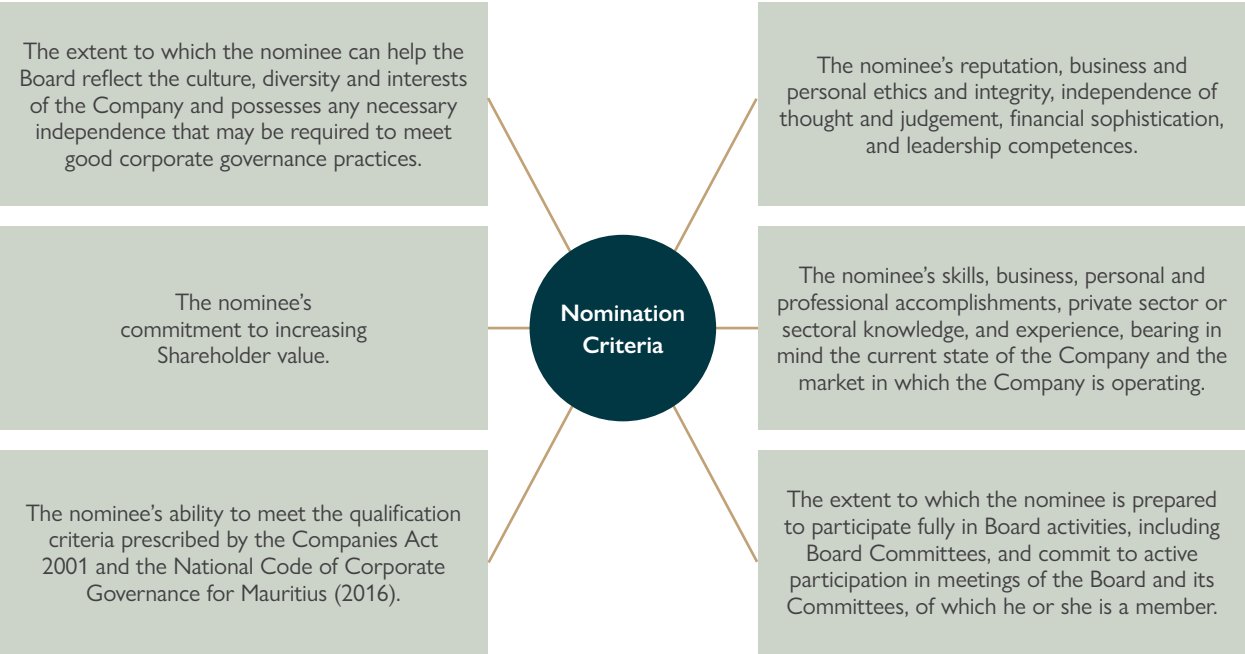 The extent to which the nominee can help the
Board reflect the culture, diversity and interests
of the Company and possesses any necessary
independence that may be required to meet
good corporate governance practices.
The nominee's reputation, business and
personal ethics and integrity, independence of
thought and judgement, financial sophistication,
and leadership competences.
The nominee's
commitment to increasing
Shareholder value.
Nomination
Criteria
The nominee's skills, business, personal and
professional accomplishments, private sector or
sectoral knowledge, and experience, bearing in
mind the current state of the Company and the
market in which the Company is operating.
The nominee's ability to meet the qualification
criteria prescribed by the Companies Act
2001 and the National Code of Corporate
Governance for Mauritius (2016).
The extent to which the nominee is prepared
to participate fully in Board activities, including
Board Committees, and commit to active
participation in meetings of the Board and its
Committees, of which he or she is a member.